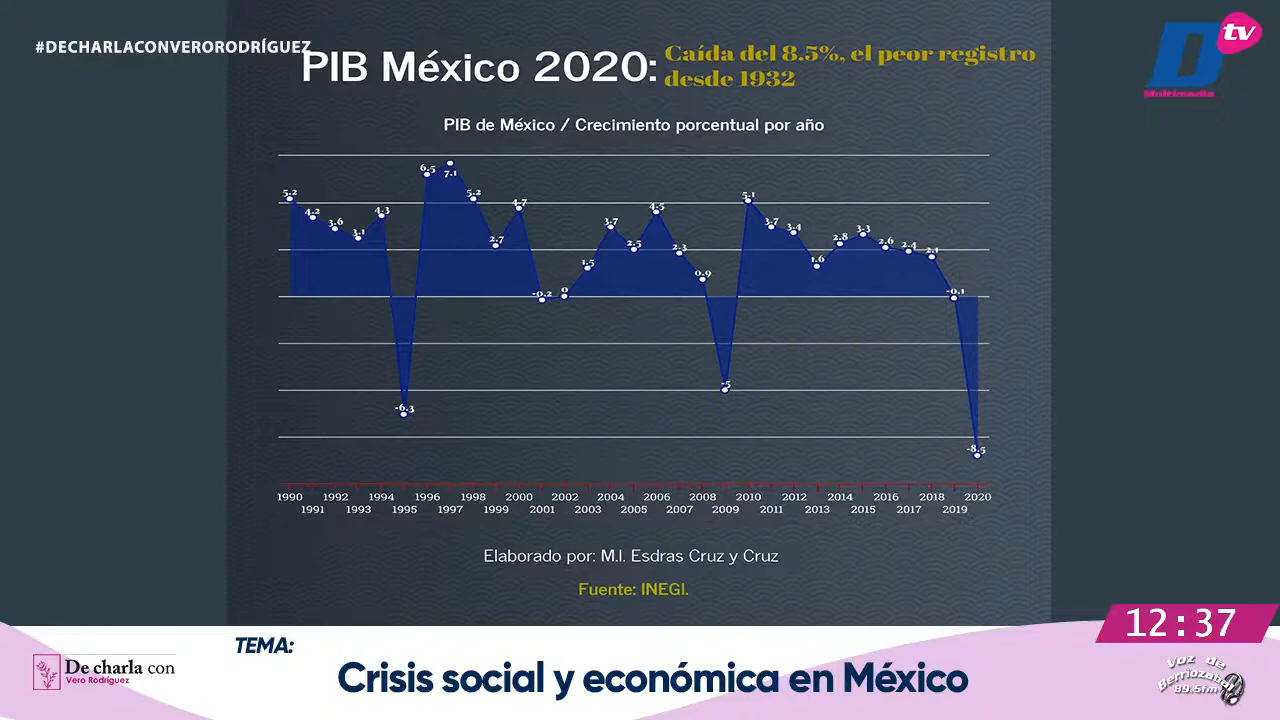 #DECHARLACONVERORODRÍGUEZ
PIB México 2020:
Caída del 8.5%, el peor registro
desde 1932
D tv
Multimedia
PIB de México / Crecimiento porcentual por año
5.2 4.2 3.6 3.1 4.3 -6.3 6.5 7.1 5.2 2.7 4.7 -0.2 0 1.5 3.7 2.5 4.5 2.3 0.9 -5 5.1 3.7 3.4 1.6 2.8 3.3 2.6 2.4 2.1 -0.1 -8.5
1990 1992 1994 1996 1998 2000 2002 2004 2006 2008 2010 2012 2014 2016 2018 2020
1991 1993 1995 1997 1999 2001 2003 2005 2007 2009 2011 2013 2015 2017 2019
Elaborado por: M.I. Esdras Cruz y Cruz
Fuente: INEGI.
12:37
TEMA:
Crisis social y económica en México
De charla con
Vero Rodríguez
Voz de
Berriozabal
89.5fm